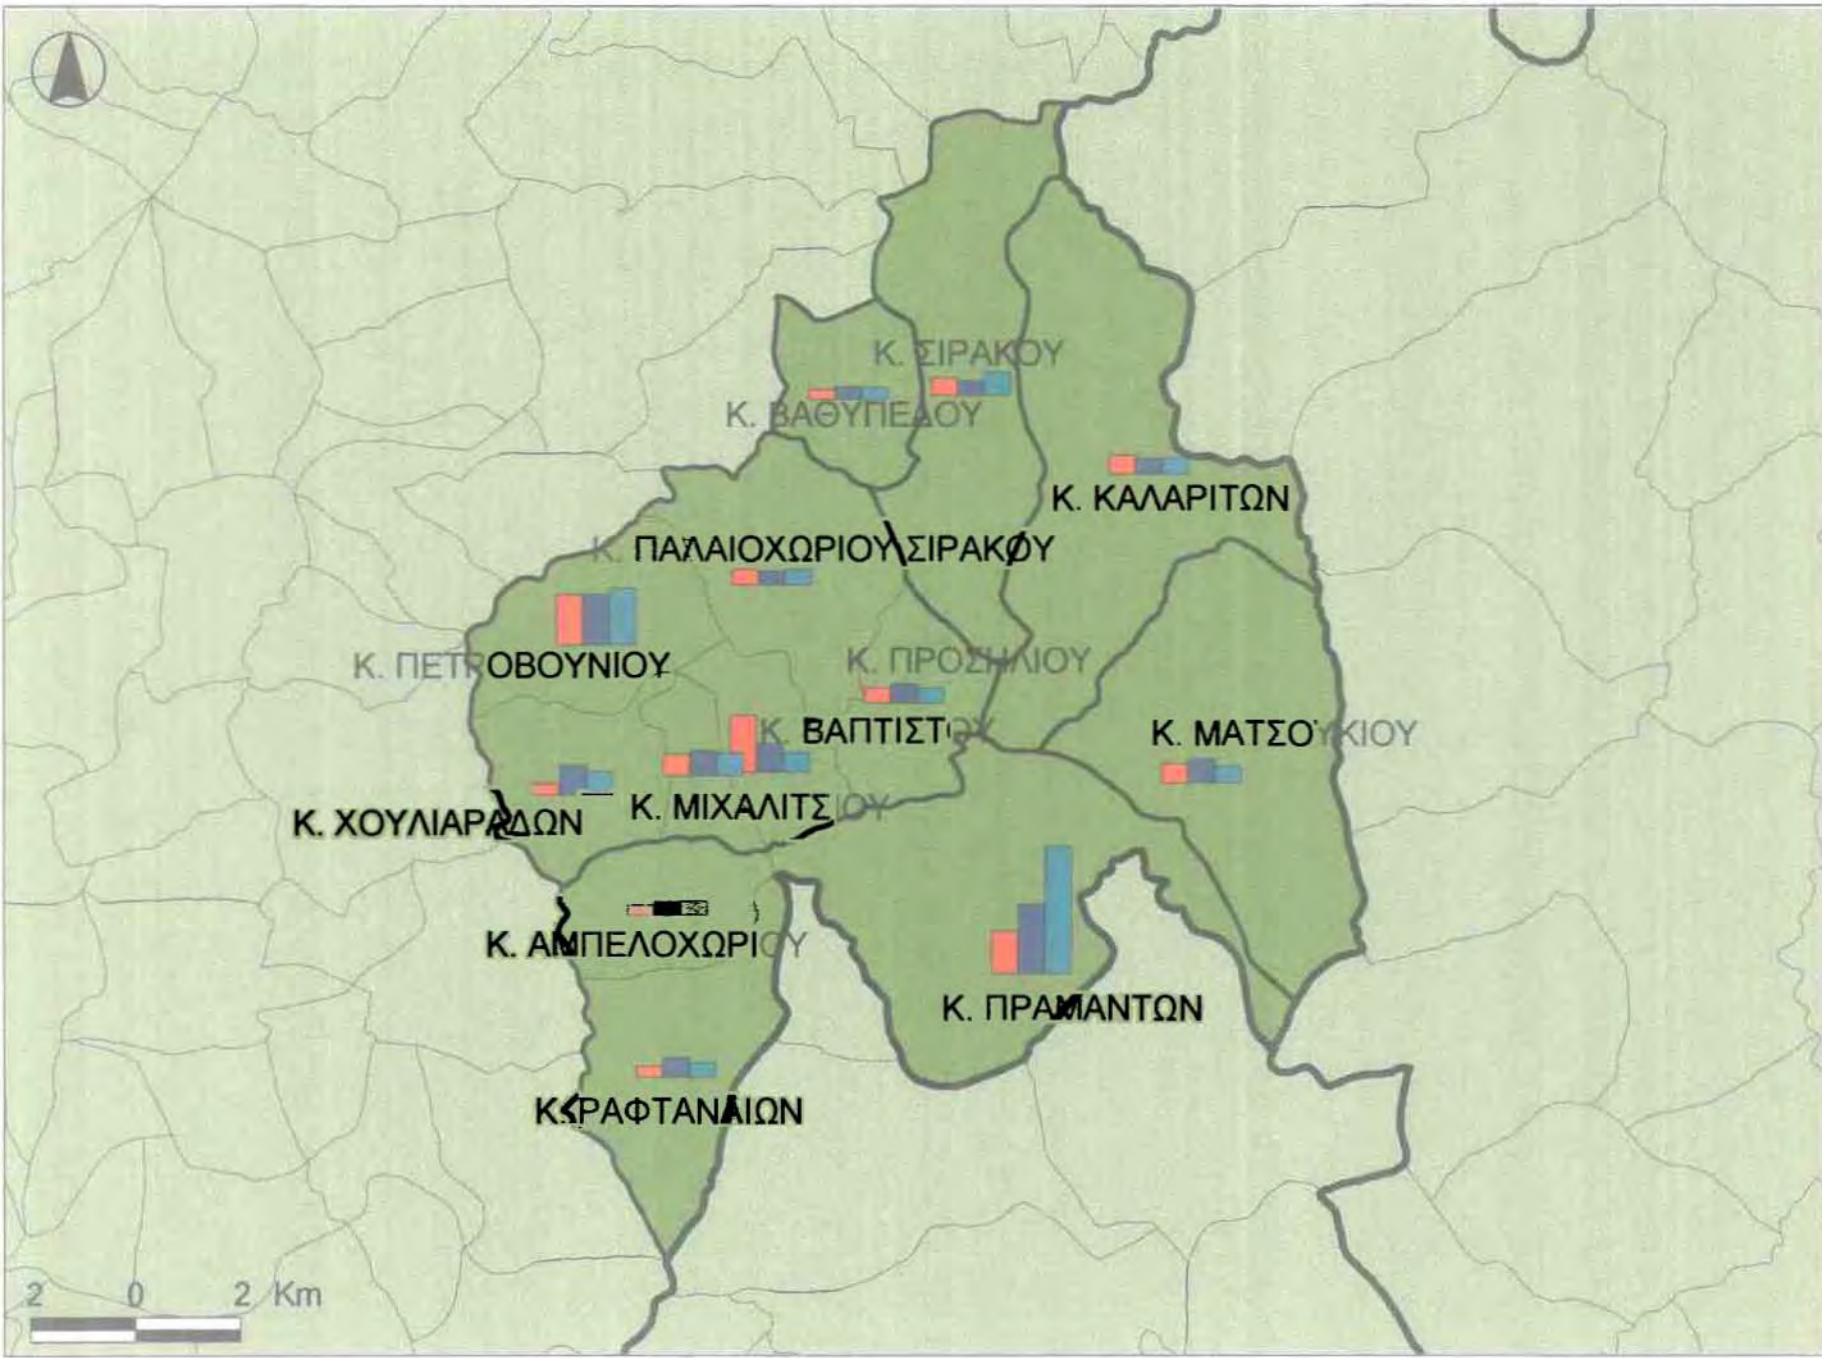 Κ. ΣΙΡΑΚΟΥ
Κ. ΒΑΘΥΠΕΔΟΥ
Κ. ΚΑΛΑΡΙΤΩΝ
Κ. ΠΑΛΑΙΟΧΩΡΙΟΥ ΣΙΡΑΚΟΥ
Κ. ΠΕΤΡΟΒΟΥΝΙΟΥ
Κ. ΠΡΟΣΗΛΙΟΥ
Κ. ΒΑΠΤΙΣΤΟΥ
Κ. ΜΑΤΣΟΥΚΙΟΥ
Κ. ΧΟΥΛΙΑΡΑΔΩΝ
Κ. ΜΙΧΑΛΙΤΣΙΟΥ
Κ. ΑΜΠΕΛΟΧΩΡΙΟΥ
Κ. ΠΡΑΜΑΝΤΩΝ
Κ. ΡΑΦΤΑΝΑΙΩΝ
2 0 2 Km